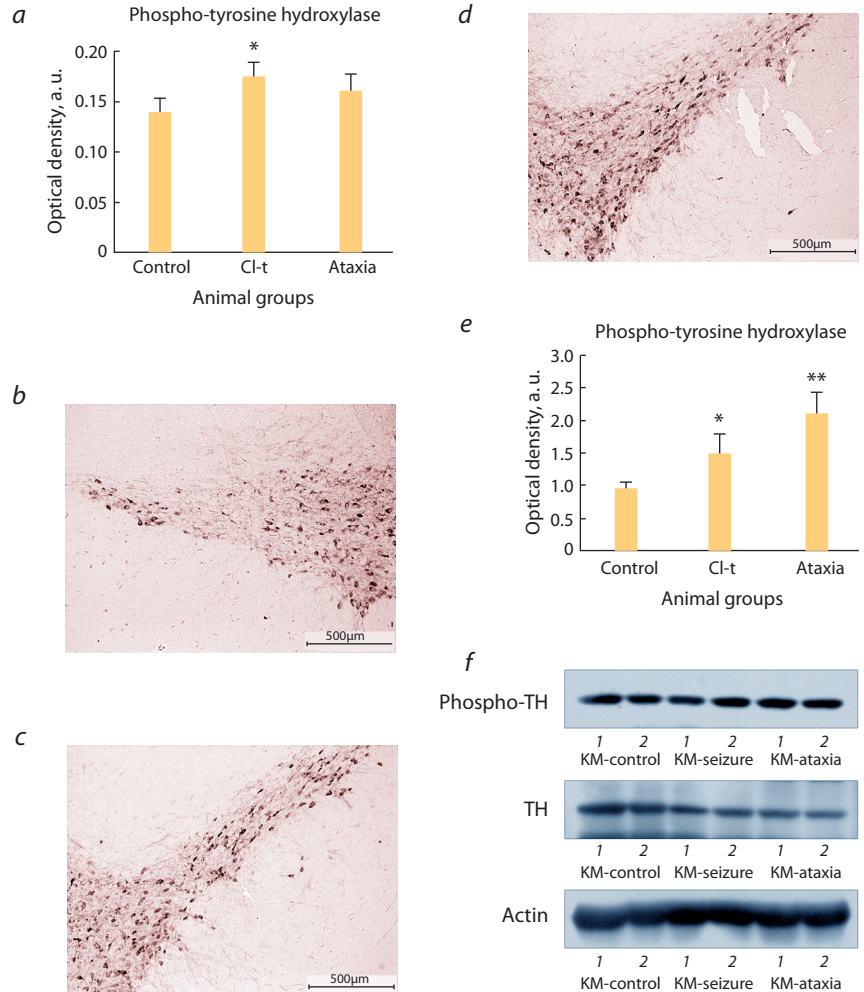 a
Phospho-tyrosine hydroxylase
Optical density, a. u.
0.20
0.15
0.10
0.05
0
*
Control Cl-t Ataxia
Animal groups
b
500µm
c
500µm
d
500µm
e
Phospho-tyrosine hydroxylase
Optical density, a. u.
3.0
2.5
2.0
1.5
1.0
0.5
0
* **
Control Cl-t Ataxia
Animal groups
f
Phospho-TH
1 2 1 2 1 2
KM-control KM-seizure KM-ataxia
TH
1 2 1 2 1 2
KM-control KM-seizure KM-ataxia
Actin
1 2 1 2 1 2
KM-control KM-seizure KM-ataxia